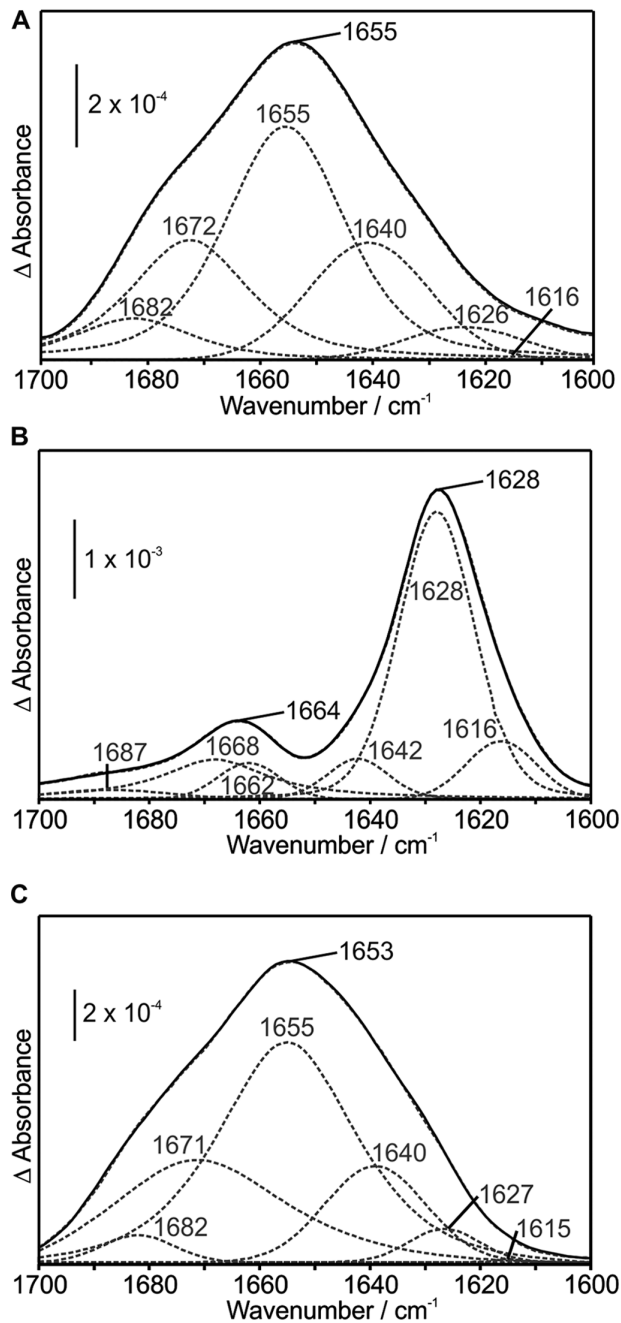 A
1655
2 x 10-4
1655
1672
1640
1682
1626
1616
Δ Absorbance
1700 1680 1660 1640 1620 1600
Wavenumber / cm-1
B
1628
1 x 10-3
1628
1664
1687
1668
1662
1642
1616
Δ Absorbance
1700 1680 1660 1640 1620 1600
Wavenumber / cm-1
C
1653
2 x 10-4
1655
1671
1640
1682
1627
1615
Δ Absorbance
1700 1680 1660 1640 1620 1600
Wavenumber / cm-1